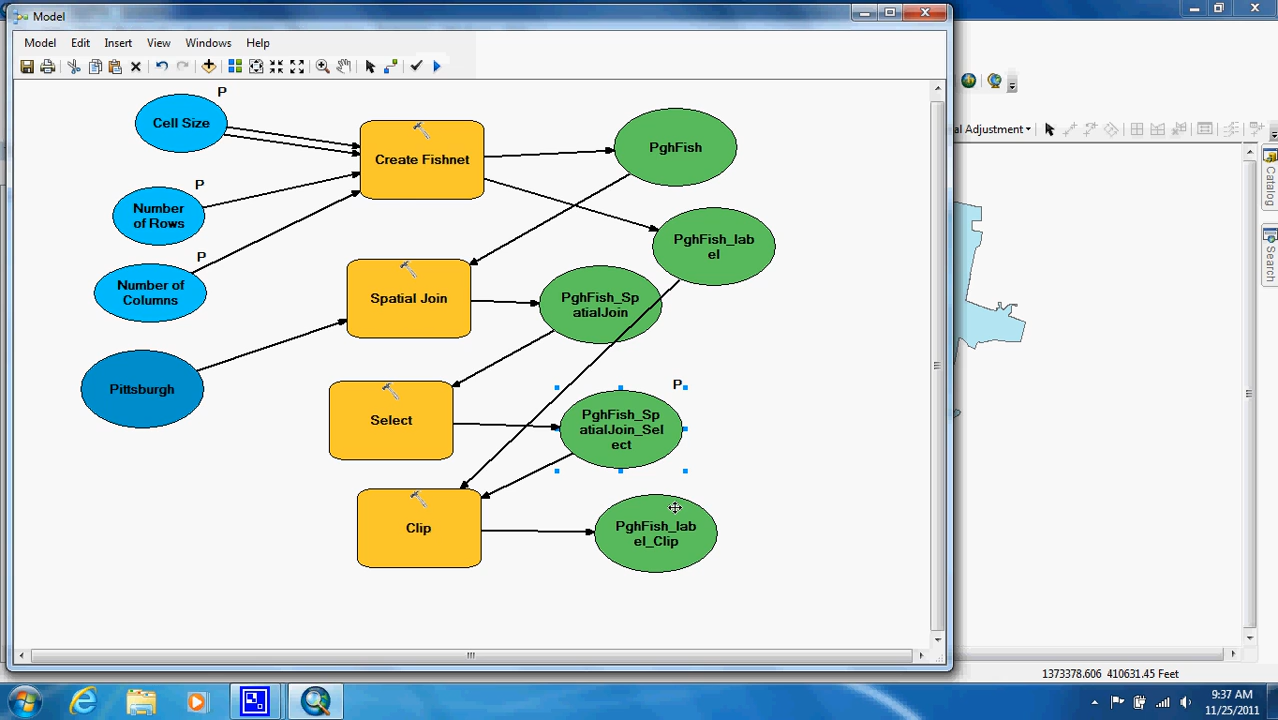 Model
Model Edit Insert View Windows Help
P
Cell Size
Create Fishnet
PghFish
al Adjustment
Catalog
P
Number
of Rows
PghFish_lab
el
Search
P
Number of
Columns
Spatial Join
PghFish_Sp
atialJoin
Pittsburgh
P
Select
PghFish_Sp
atialJoin_Sel
ect
Clip
PghFish_lab
el_Clip
1373378.606 410631.45 Feet
9:37 AM
11/25/2011